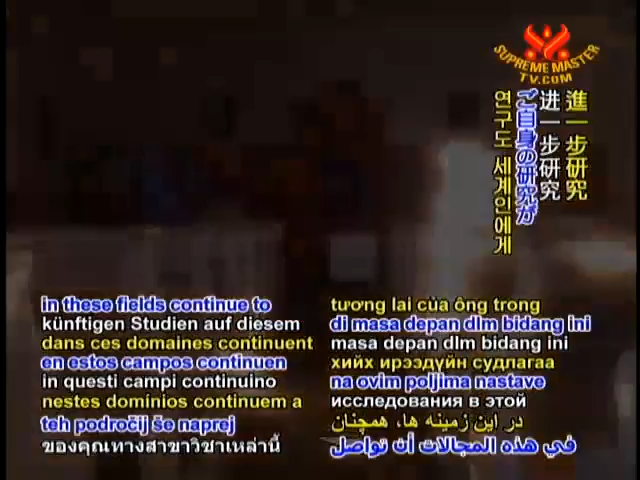 SUPREME MASTER
TV.COM
進一步研究
进一步研究
ご自身の研究が
연구도 세계인에게
in these fields continue to
künftigen Studien auf diesem
dans ces domaines continuent
en estos campos continuen
in questi campi continuino
nestes domínios continuem a
teh področij še naprej
ของคุณทางสาขาวิชาเหล่านี้
tương lai của ông trong
di masa depan dlm bidang ini
masa depan dlm bidang ini
хийх ирээдүйн судлагаа
na ovim poljima nastave
исследования в этой
در این زمینه ها، همچنان
في هذه المجالات أن تواصل